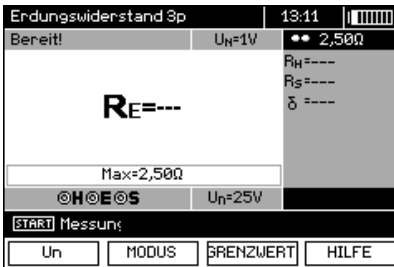 Erdungswiderstand 3p 13:11
Bereit! UN=1V 2,50Ω
RH=---
RS=---
δ =---
RE=---
Max=2,50Ω
HES Un=25V
START Messung
Un MODUS GRENZWERT HILFE